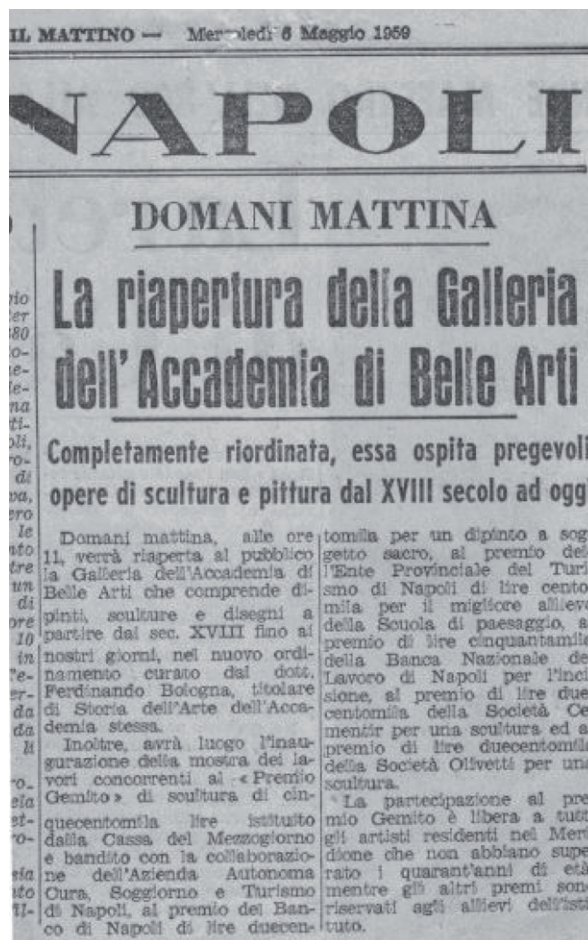 IL MATTINO — Mercoledì 6 Maggio 1959
NAPOLI
DOMANI MATTINA
La riapertura della Galleria
dell'Accademia di Belle Arti
Completamente riordinata, essa ospita pregevoli
opere di scultura e pittura dal XVIII secolo ad oggi
Domani mattina, alle ore
11, verrà riaperta al pubblico
la Galleria dell'Accademia di
Belle Arti che comprende di-
pinti, sculture e disegni a
partire dal sec. XVIII fino ai
nostri giorni, nel nuovo ordi-
namento curato dal dott.
Ferdinando Bologna, titolare
di Storia dell'Arte dell'Acca-
demia stessa.
Inoltre, avrà luogo l'inau-
gurazione della mostra dei la-
vori concorrenti al « Premio
Gemito » di scultura di cin-
quecentomila lire istituito
dalla Cassa del Mezzogiorno
e bandito con la collaborazio-
ne dell'Azienda Autonoma
Cura, Soggiorno e Turismo
di Napoli, al premio del Ban-
co di Napoli di lire duecen-
tomila per un dipinto a sog
getto sacro, al premio del
l'Ente Provinciale del Turi
smo di Napoli di lire cento
mila per il migliore allievo
della Scuola di paesaggio, a
premio di lire cinquantamila
della Banca Nazionale de
Lavoro di Napoli per l'inci
sione, al premio di lire due
centomila della Società Ce
mentir per una scultura ed a
premio di lire duecentomila
della Società Olivetti per una
scultura.
La partecipazione al pre
mio Gemito è libera a tutt
gli artisti residenti nel Meri
dione che non abbiano supe
rato i quarant'anni di età
mentre gli altri premi sono
riservati agli allievi dell'isti
tuto.